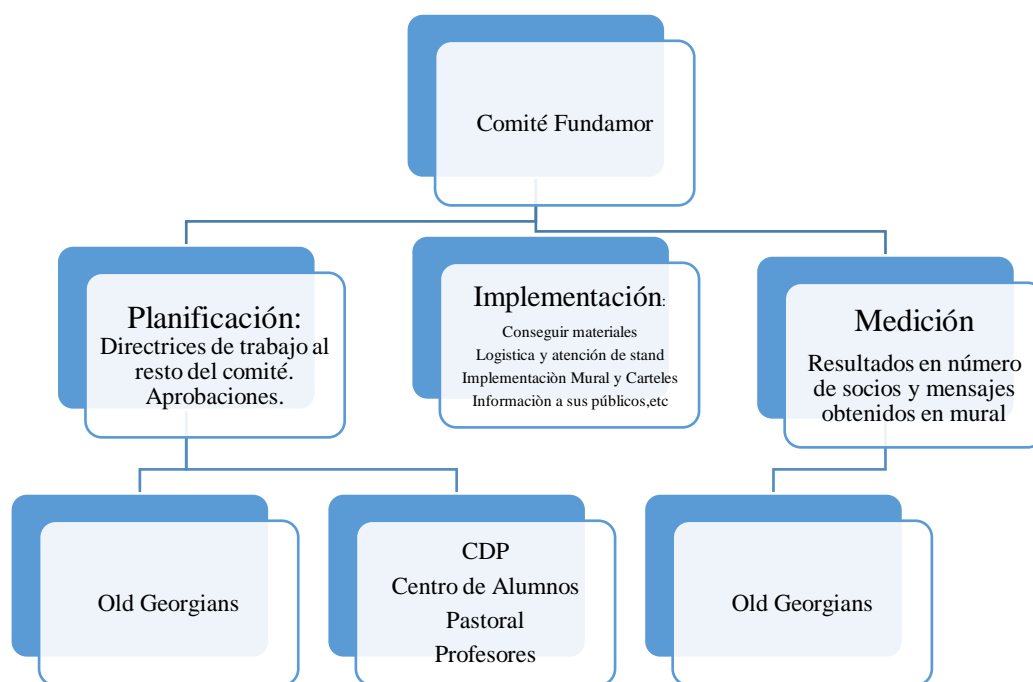 Comité Fundamor
Planificación:
Directrices de trabajo al
resto del comité.
Aprobaciones.
Implementación:
Conseguir materiales
Logistica y atención de stand
Implementaciòn Mural y Carteles
Informaciòn a sus públicos,etc
Medición
Resultados en número
de socios y mensajes
obtenidos en mural
Old Georgians
CDP
Centro de Alumnos
Pastoral
Profesores
Old Georgians